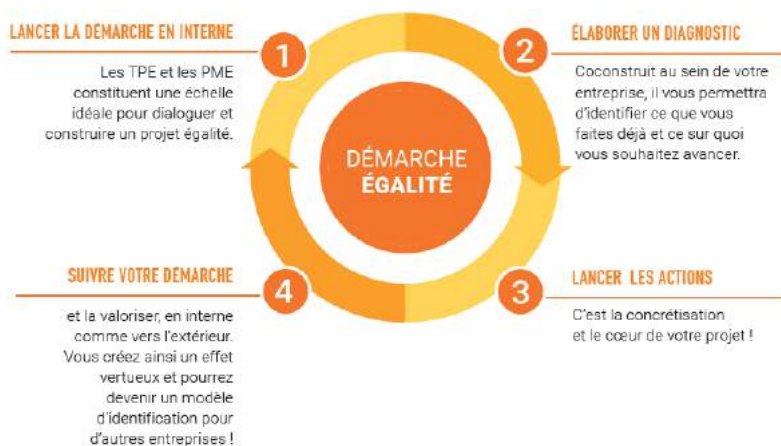 LANCER LA DÉMARCHE EN INTERNE
1
Les TPE et les PME
constituent une échelle
idéale pour dialoguer et
construire un projet égalité.
2
ÉLABORER UN DIAGNOSTIC
Coconstruit au sein de votre
entreprise, il vous permettra
d'identifier ce que vous
faites déjà et ce sur quoi
vous souhaitez avancer.
DÉMARCHE
ÉGALITÉ
3
LANCER LES ACTIONS
C'est la concrétisation
et le cœur de votre projet !
SUIVRE VOTRE DÉMARCHE
4
et la valoriser, en interne
comme vers l'extérieur.
Vous créez ainsi un effet
vertueux et pourrez
devenir un modèle
d'identification pour
d'autres entreprises !